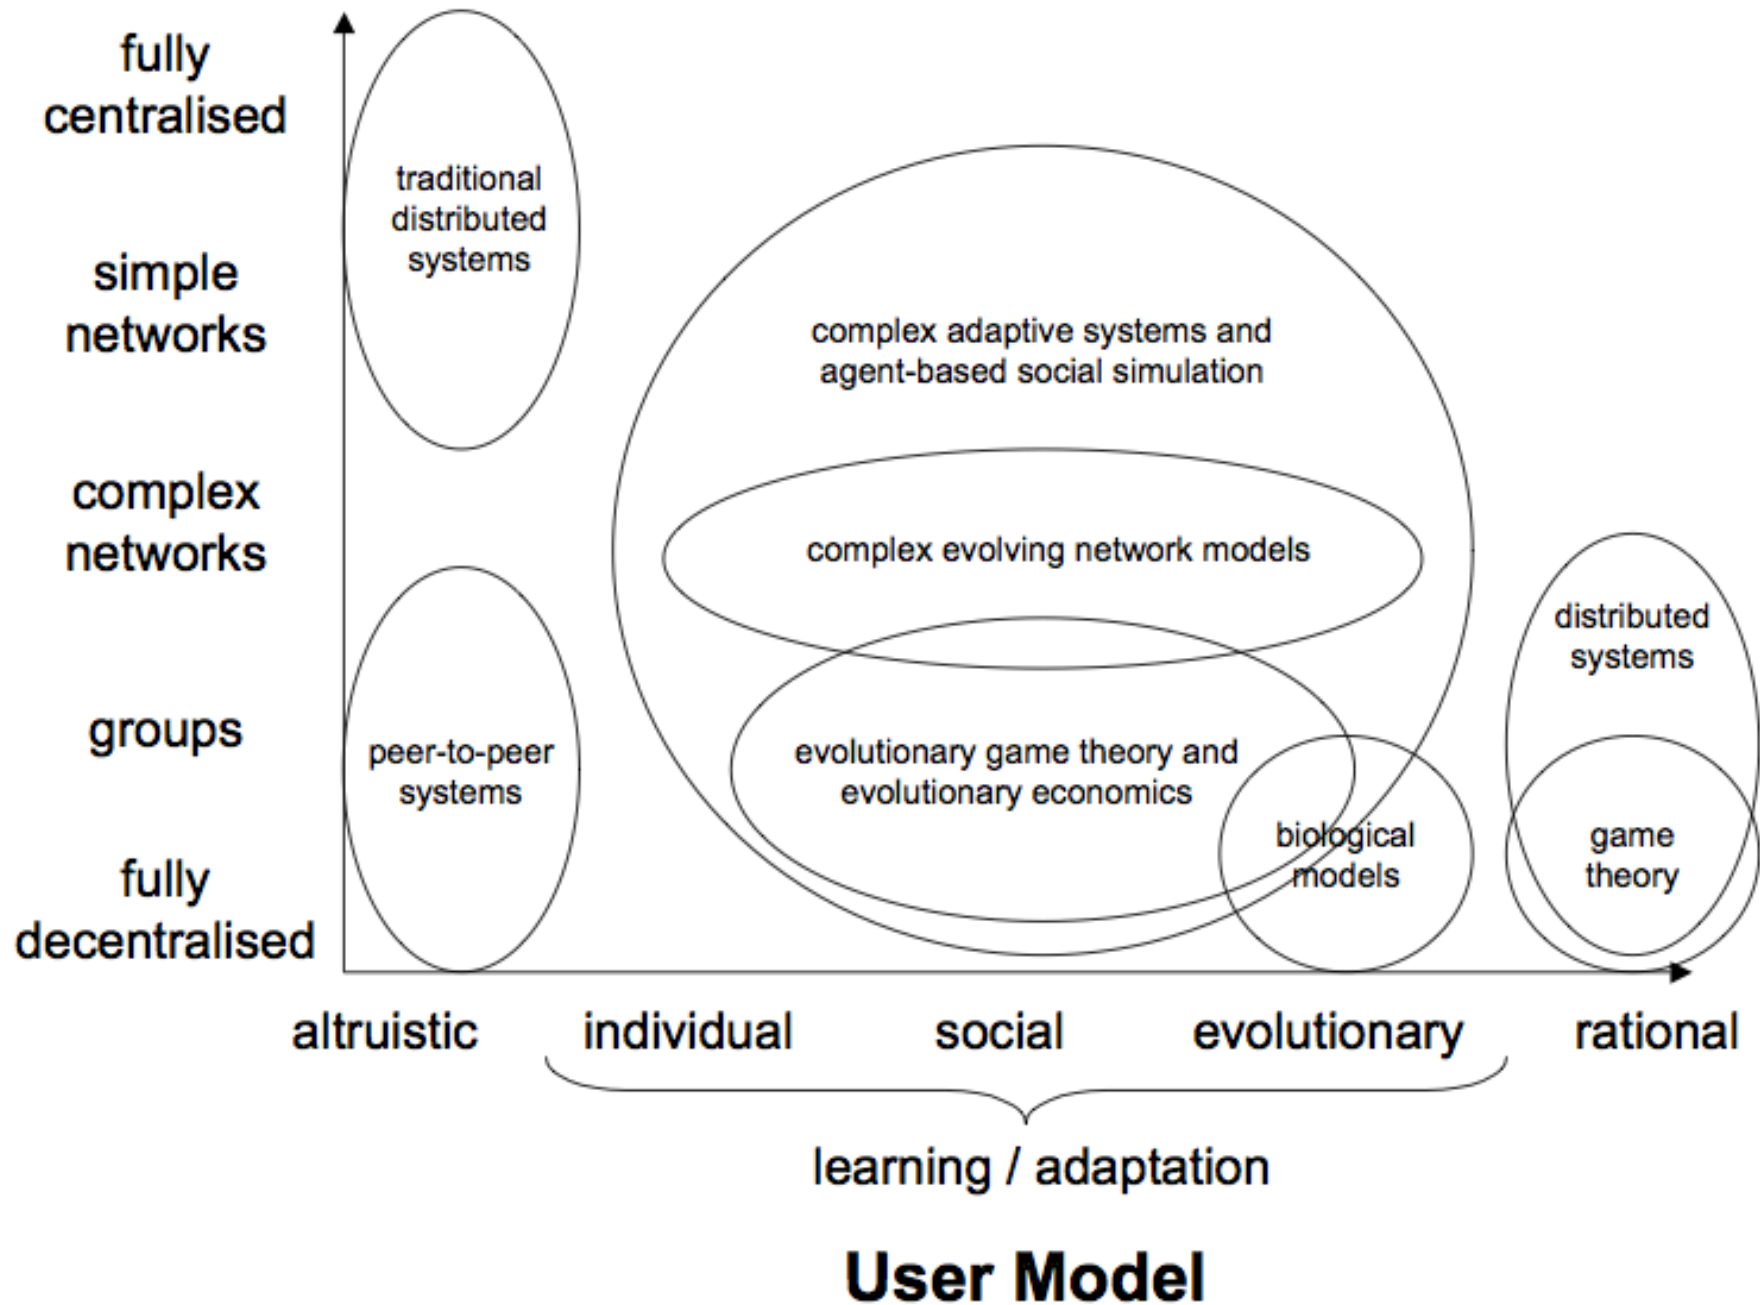 fully
centralised
simple
networks
complex
networks
groups
fully
decentralised
traditional
distributed
systems
peer-to-peer
systems
complex adaptive systems and
agent-based social simulation
complex evolving network models
evolutionary game theory and
evolutionary economics
biological
models
distributed
systems
game
theory
altruistic
individual
social
evolutionary
rational
learning / adaptation
User Model